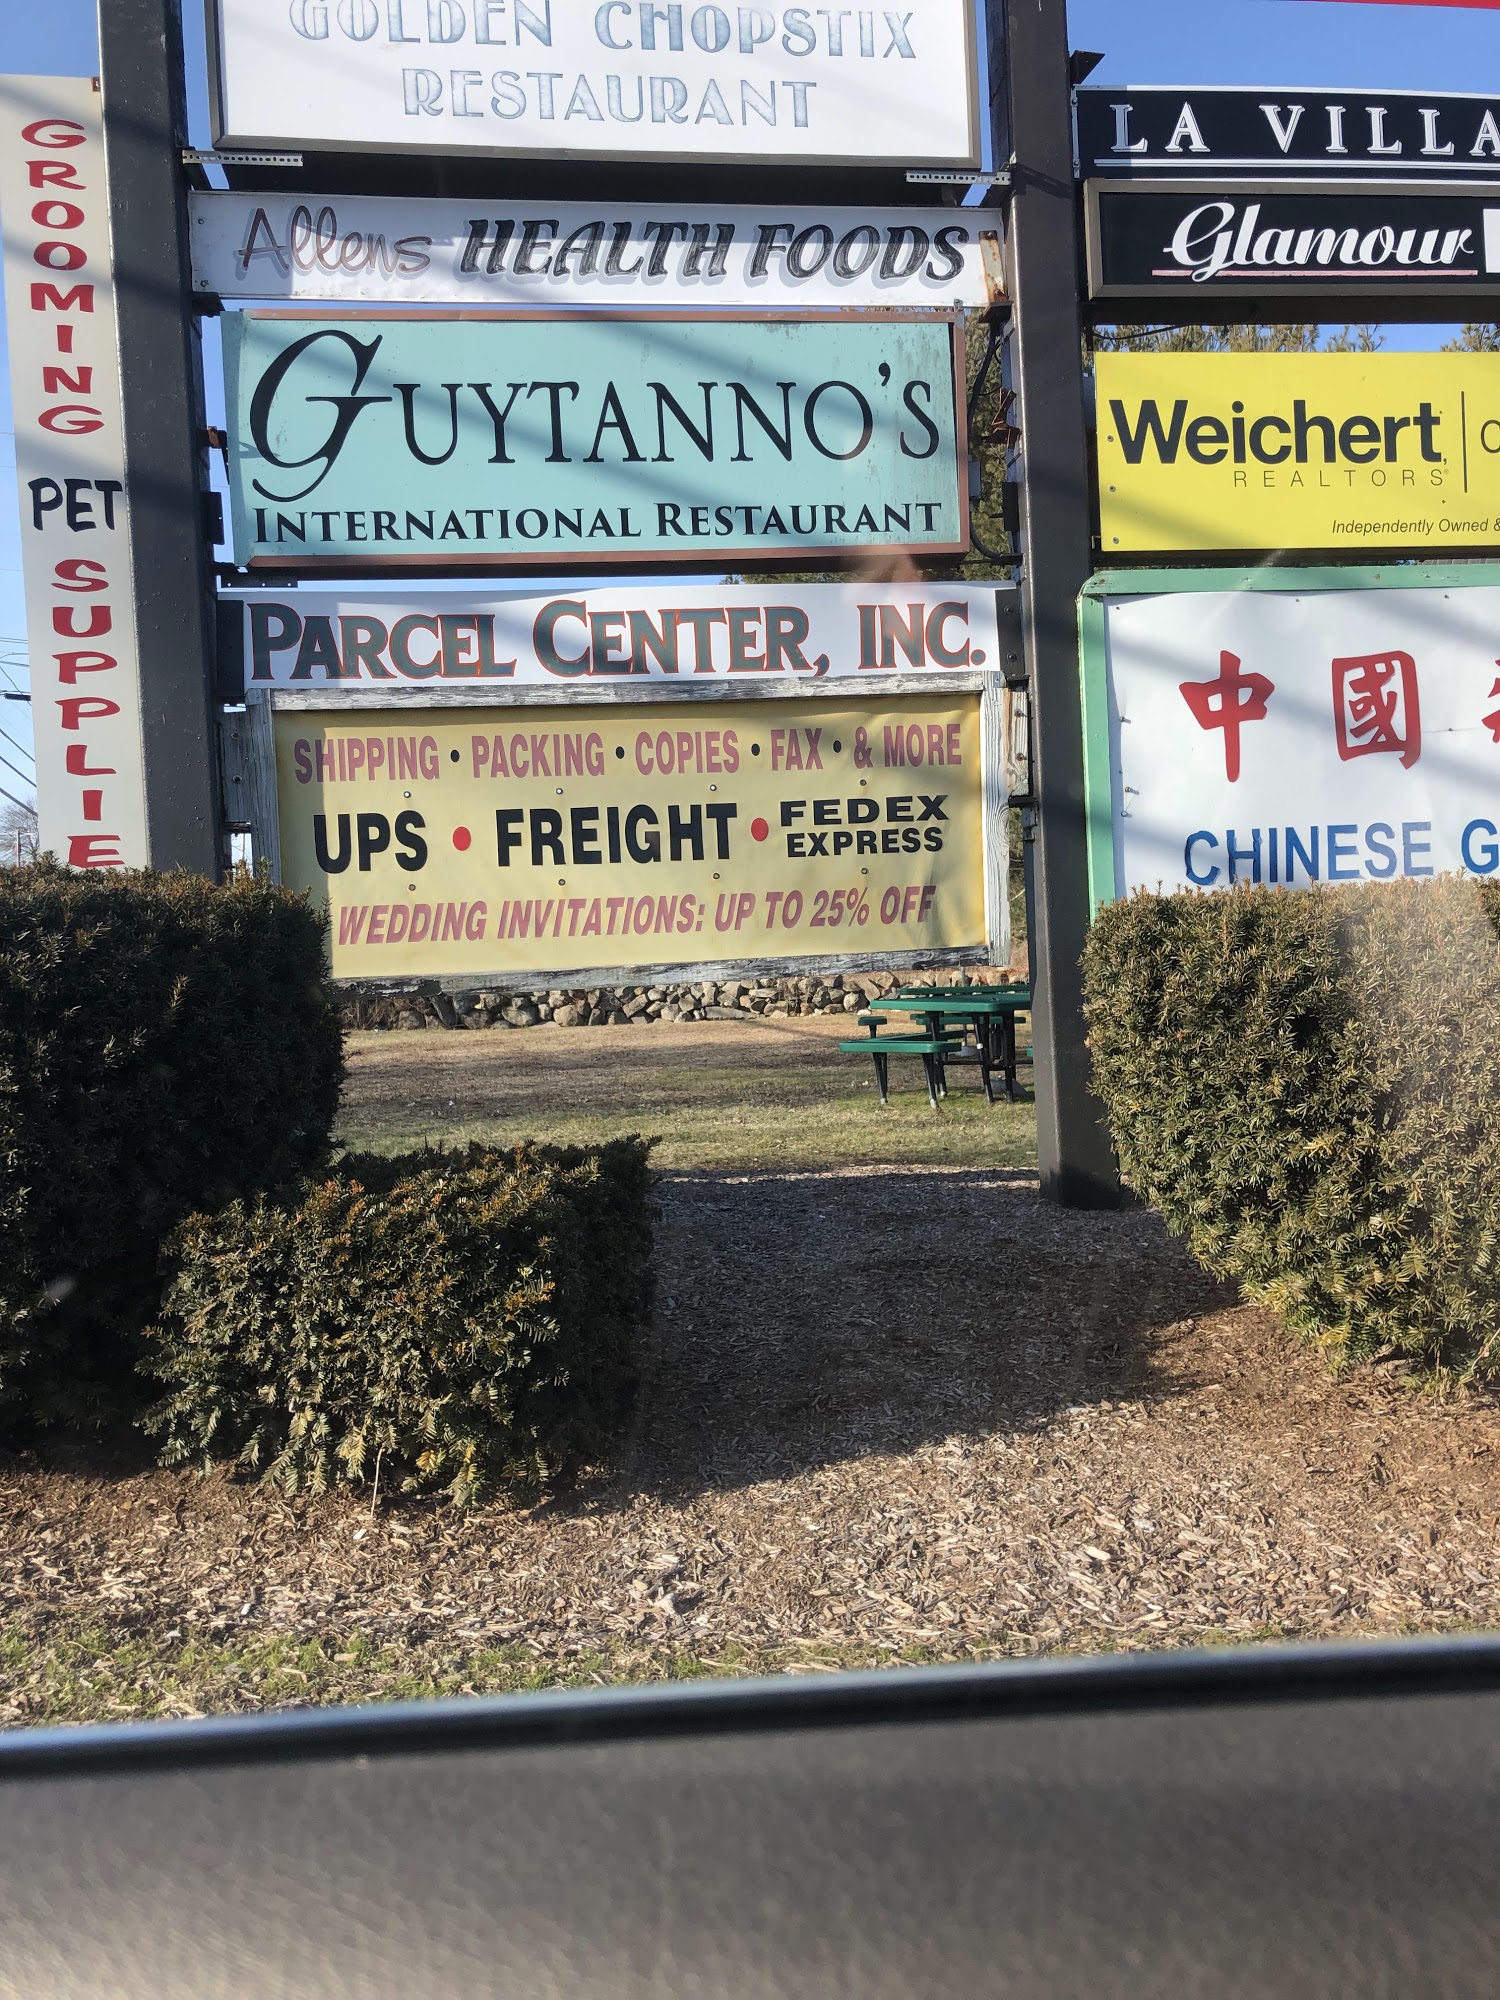 GROOMING
PET
SUPPLIE
GOLDEN CHOPSTIX
RESTAURANT
Allens HEALTH FOODS
GUYTANNO'S
INTERNATIONAL RESTAURANT
PARCEL CENTER, INC.
SHIPPING • PACKING • COPIES • FAX • & MORE
UPS • FREIGHT • FEDEX EXPRESS
WEDDING INVITATIONS: UP TO 25% OFF
LA VILLA
Glamour
Weichert,
REALTORS®
Independently Owned &
中國
CHINESE G